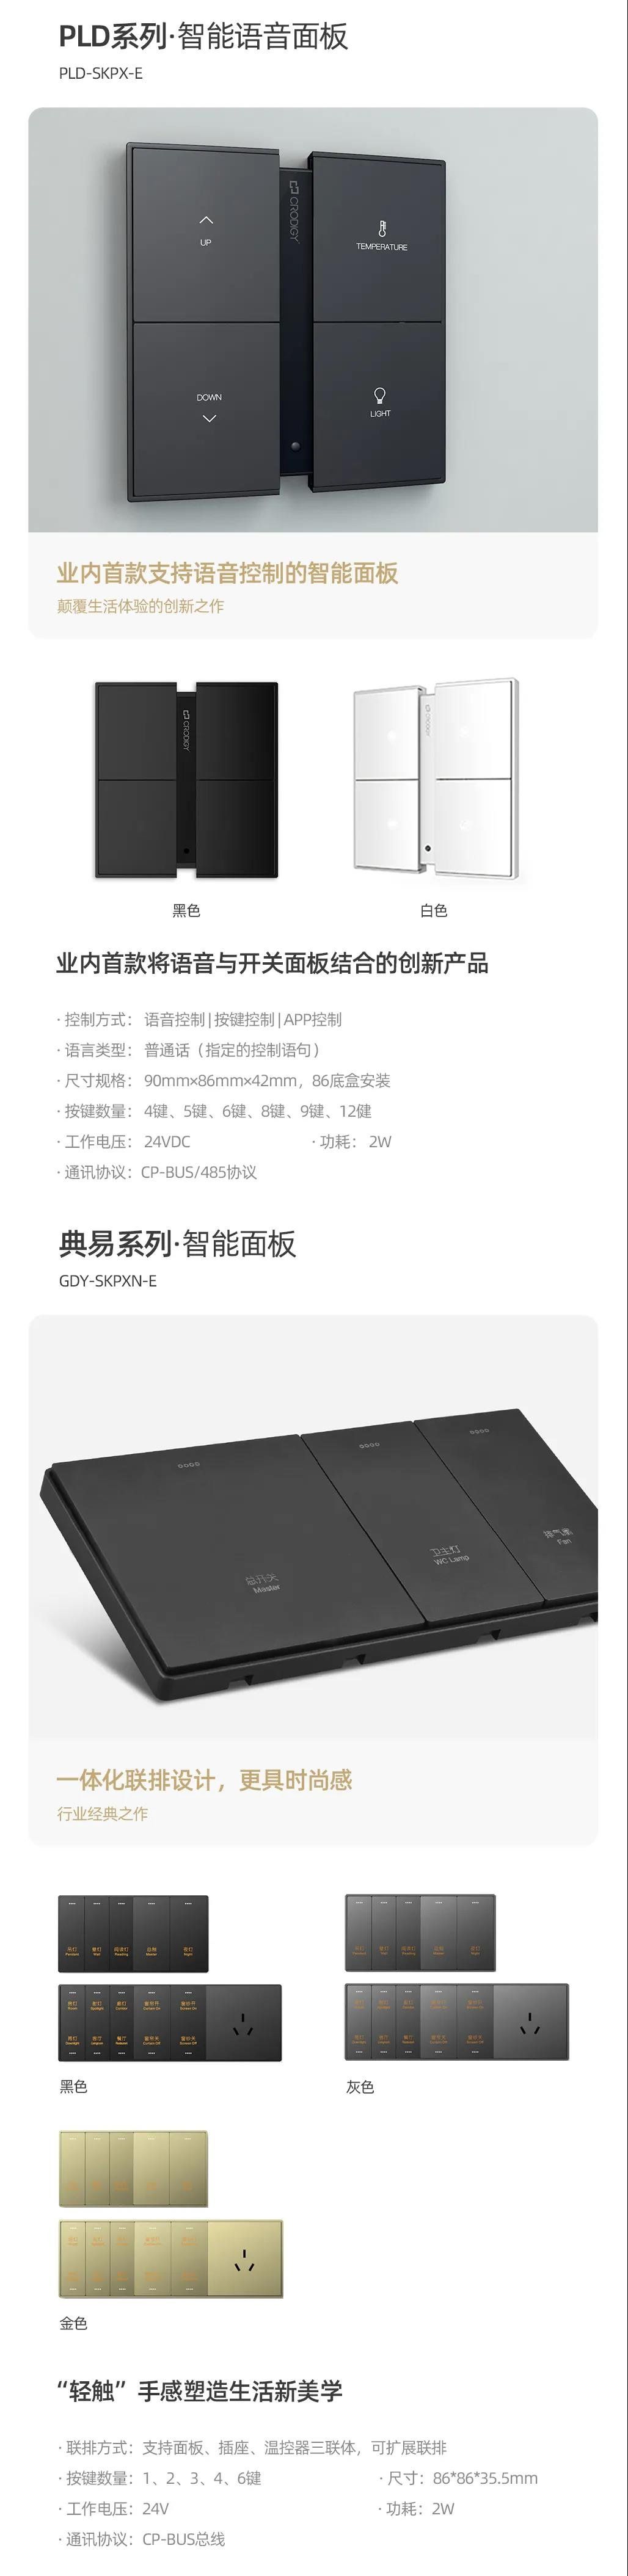 PLD系列·智能语音面板
PLD-SKPX-E
CRODIGY
UP
TEMPERATURE
DOWN
LIGHT
业内首款支持语音控制的智能面板
颠覆生活体验的创新之作
CRODIGY
CRODIGY
黑色
白色
业内首款将语音与开关面板结合的创新产品
· 控制方式： 语音控制|按键控制|APP控制
· 语言类型： 普通话（指定的控制语句）
· 尺寸规格： 90mm×86mm×42mm，86底盒安装
· 按键数量： 4键、5键、6键、8键、9键、12健
· 工作电压： 24VDC
· 功耗： 2W
· 通讯协议：CP-BUS/485协议
典易系列·智能面板
GDY-SKPXN-E
总开关
Master
卫主灯
WC Lamp
排气扇
Fan
一体化联排设计，更具时尚感
行业经典之作
黑色
灰色
金色
“轻触”手感塑造生活新美学
· 联排方式：支持面板、插座、温控器三联体，可扩展联排
· 按键数量：1、2、3、4、6键
· 尺寸：86*86*35.5mm
· 工作电压：24V
· 功耗：2W
· 通讯协议：CP-BUS总线